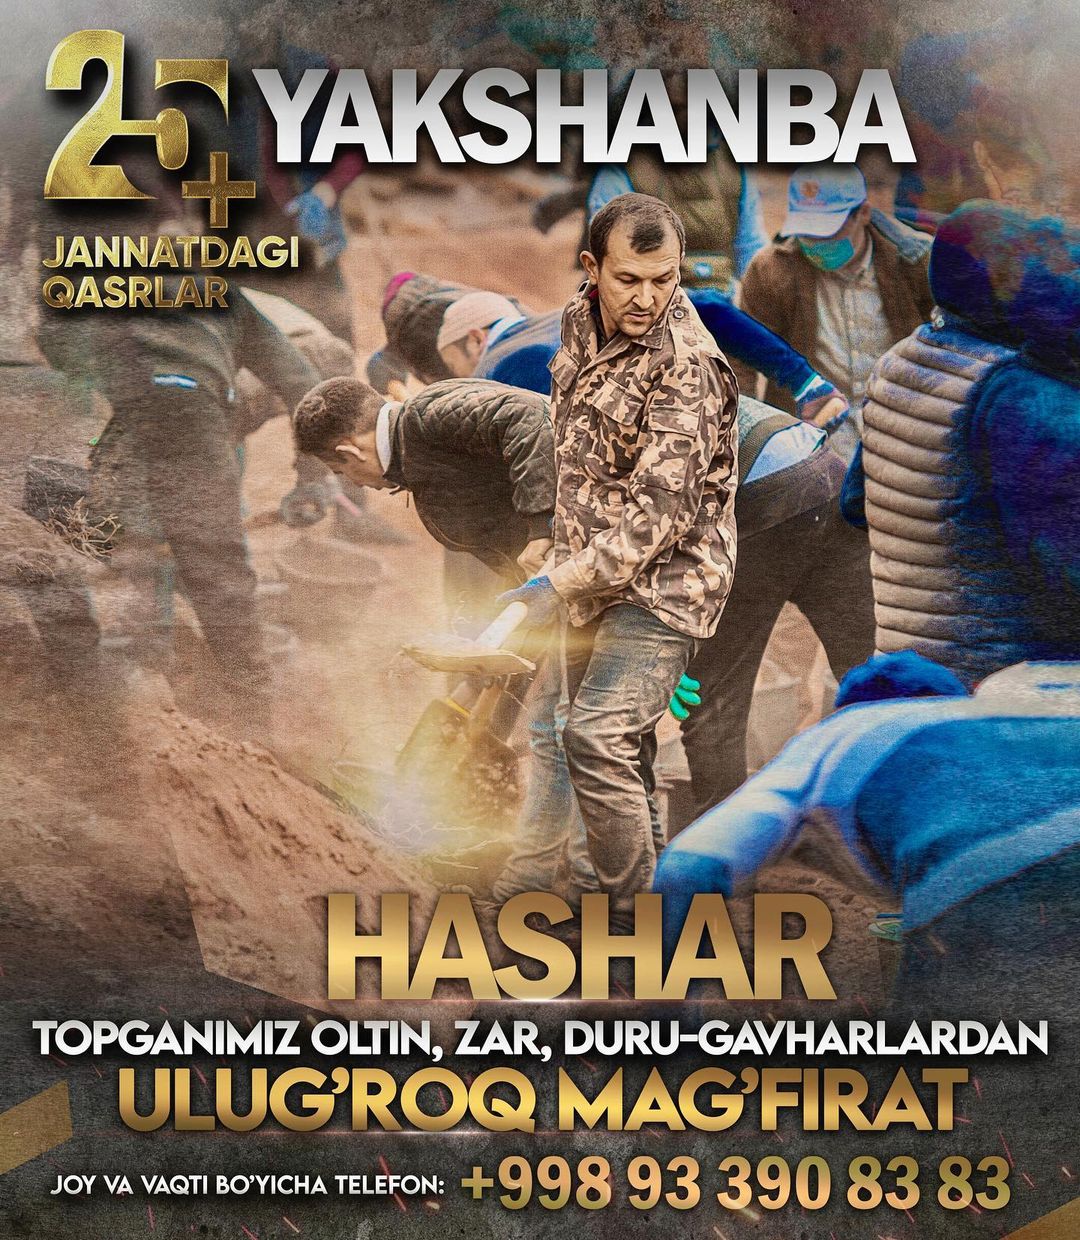 25+
YAKSHANBA
JANNATDAGI
QASRLAR
HASHAR
TOPGANIMIZ OLTIN, ZAR, DURU-GAVHARLARDAN
ULUG'ROQ MAG'FIRAT
JOY VA VAQTI BO'YICHA TELEFON: +998 93 390 83 83